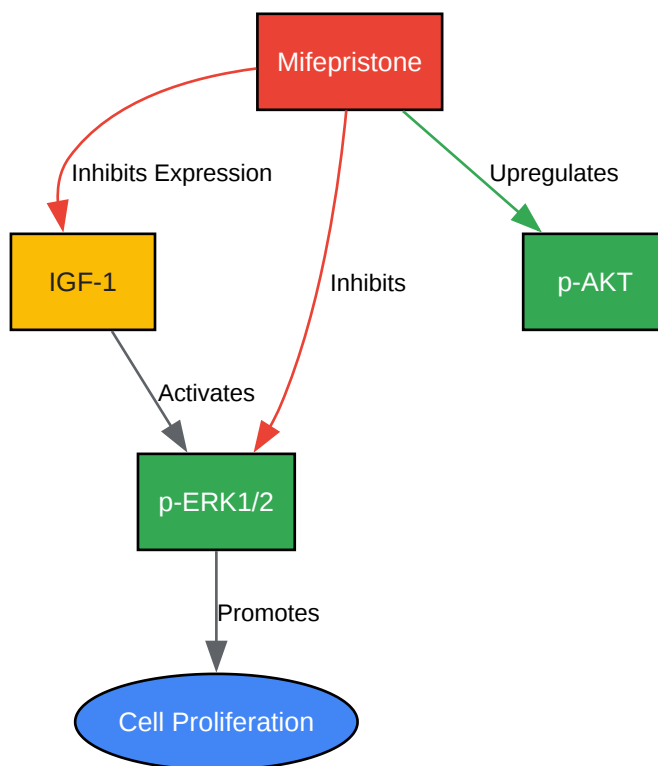 Mifepristone
Inhibits Expression
Upregulates
IGF-1
Inhibits
p-AKT
Activates
p-ERK1/2
Promotes
Cell Proliferation